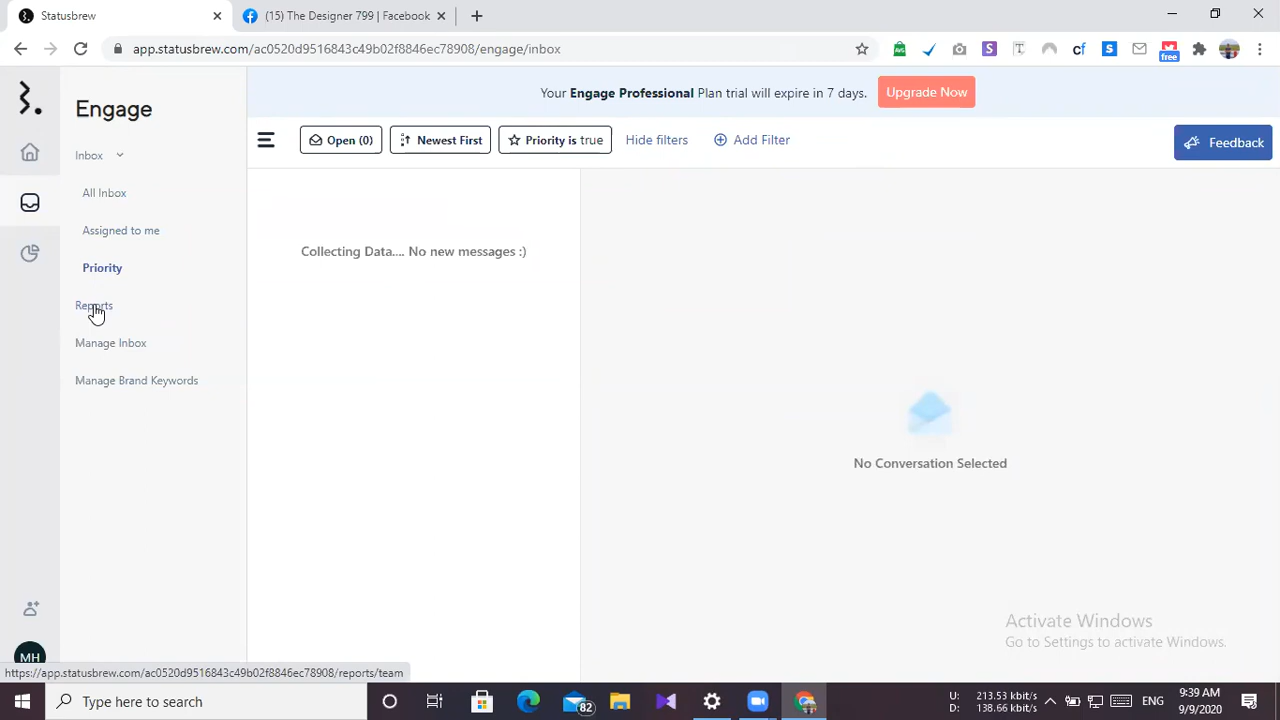 Statusbrew
(15) The Designer 799 | Facebook
app.statusbrew.com/ac0520d9516843c49b02f8846ec78908/engage/inbox
free
Engage
Your Engage Professional Plan trial will expire in 7 days.
Upgrade Now
Inbox
Open (0)
Newest First
Priority is true
Hide filters
Add Filter
Feedback
All Inbox
Assigned to me
Collecting Data.... No new messages :)
Priority
Reports
Manage Inbox
Manage Brand Keywords
No Conversation Selected
Activate Windows
Go to Settings to activate Windows.
MH
https://app.statusbrew.com/ac0520d9516843c49b02f8846ec78908/reports/team
Type here to search
82
U: 213.53 kbit/s
D: 138.66 kbit/s
ENG
9:39 AM
9/9/2020